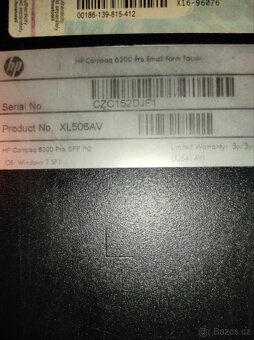 X16-96076
00186-139-815-412
hp
HP Compaq 6200 Pro Small Form Factor
Serial No
CZC152DJF1
Product No. XL506AV
HP Compaq 6200 Pro SFF PC
Limited Warranty: 3y/3y
OS: Windows 7 SP1
bazos.cz